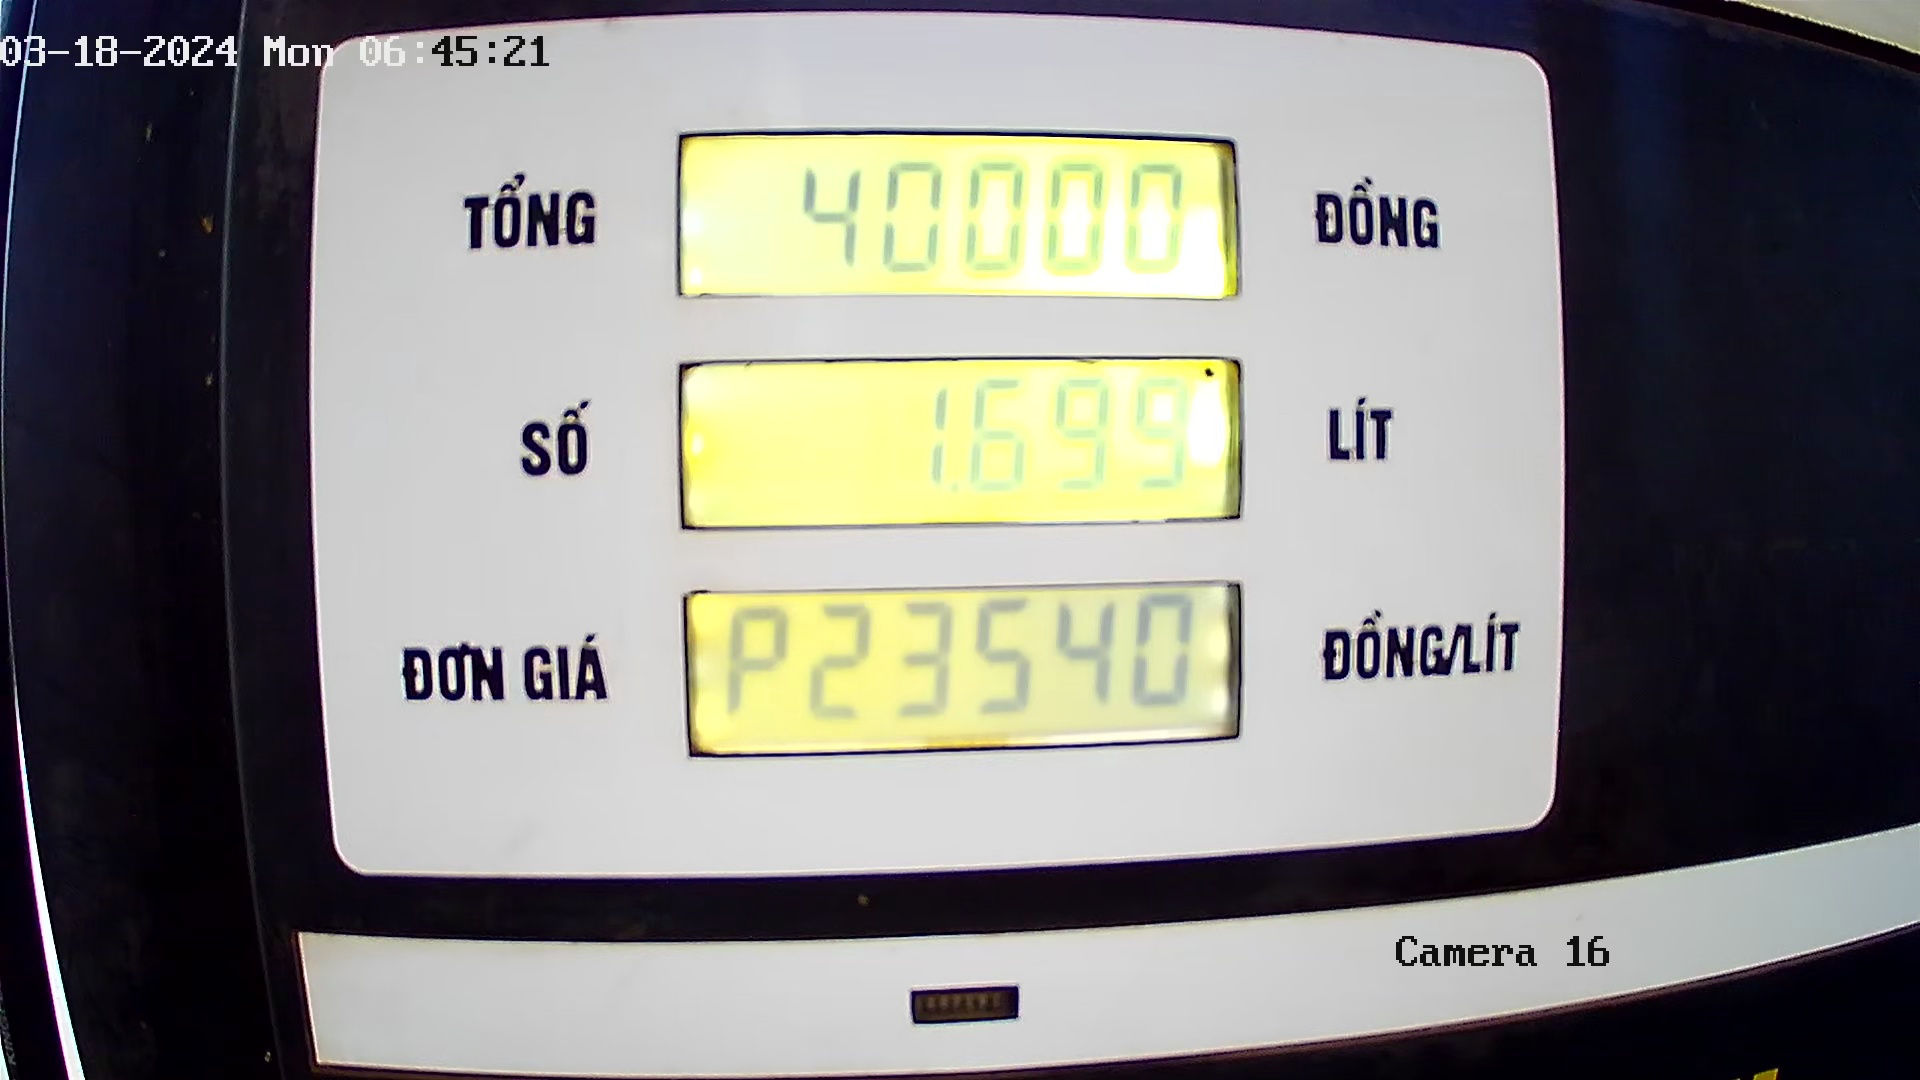 03-18-2024 Mon 06:45:21
TỔNG 40000 ĐỒNG
SỐ 1.699 LÍT
ĐƠN GIÁ P23540 ĐỒNG/LÍT
Camera 16